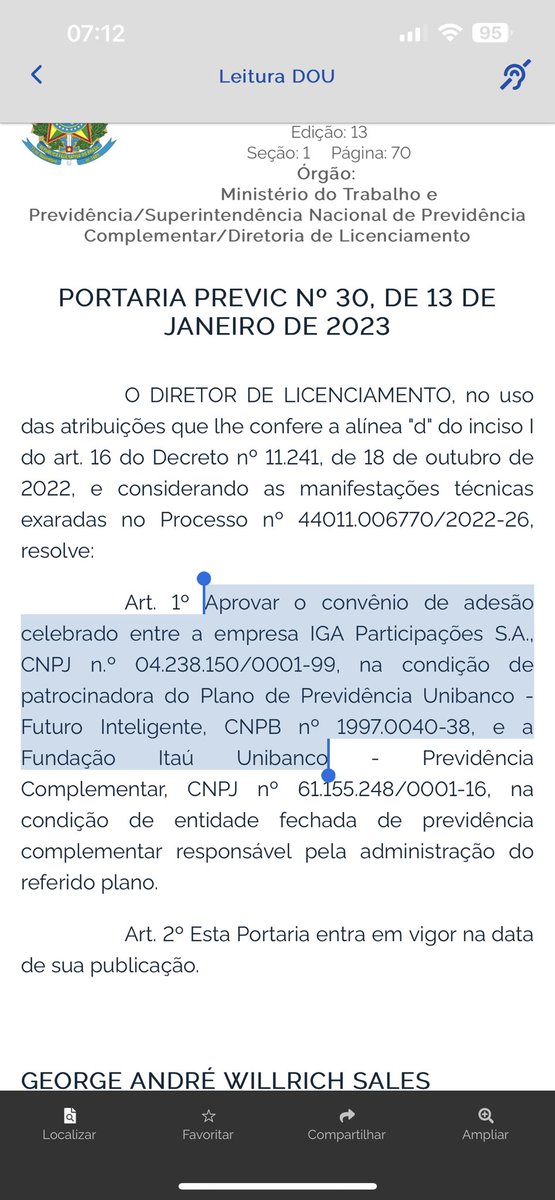 07:12
95
Leitura DOU
Edição: 13
Seção: 1 Página: 70
Órgão:
Ministério do Trabalho e
Previdência/Superintendência Nacional de Previdência
Complementar/Diretoria de Licenciamento
PORTARIA PREVIC Nº 30, DE 13 DE
JANEIRO DE 2023
O DIRETOR DE LICENCIAMENTO, no uso
das atribuições que lhe confere a alínea "d" do inciso I
do art. 16 do Decreto nº 11.241, de 18 de outubro de
2022, e considerando as manifestações técnicas
exaradas no Processo nº 44011.006770/2022-26,
resolve:
Art. 1º Aprovar o convênio de adesão
celebrado entre a empresa IGA Participações S.A.,
CNPJ n.º 04.238.150/0001-99, na condição de
patrocinadora do Plano de Previdência Unibanco -
Futuro Inteligente, CNPB nº 1997.0040-38, e a
Fundação Itaú Unibanco - Previdência
Complementar, CNPJ nº 61.155.248/0001-16, na
condição de entidade fechada de previdência
complementar responsável pela administração do
referido plano.
Art. 2º Esta Portaria entra em vigor na data
de sua publicação.
GEORGE ANDRÉ WILLRICH SALES
Localizar Favoritar Compartilhar Ampliar